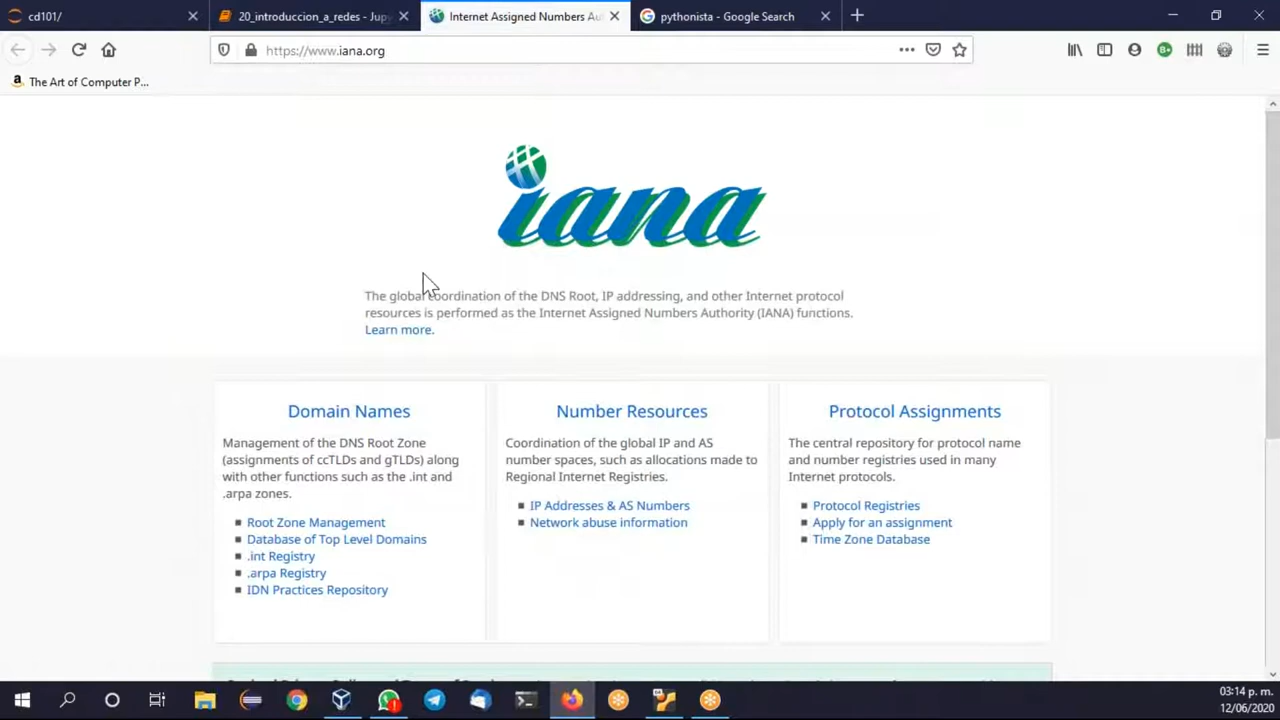 cd101/
20_introduccion_a_redes - Jup
Internet Assigned Numbers Au
pythonista - Google Search
https://www.iana.org
The Art of Computer P...
iana
The global coordination of the DNS Root, IP addressing, and other Internet protocol
resources is performed as the Internet Assigned Numbers Authority (IANA) functions.
Learn more.
Domain Names
Management of the DNS Root Zone
(assignments of ccTLDs and gTLDs) along
with other functions such as the .int and
.arpa zones.
Root Zone Management
Database of Top Level Domains
.int Registry
.arpa Registry
IDN Practices Repository
Number Resources
Coordination of the global IP and AS
number spaces, such as allocations made to
Regional Internet Registries.
IP Addresses & AS Numbers
Network abuse information
Protocol Assignments
The central repository for protocol name
and number registries used in many
Internet protocols.
Protocol Registries
Apply for an assignment
Time Zone Database
03:14 p. m.
12/06/2020